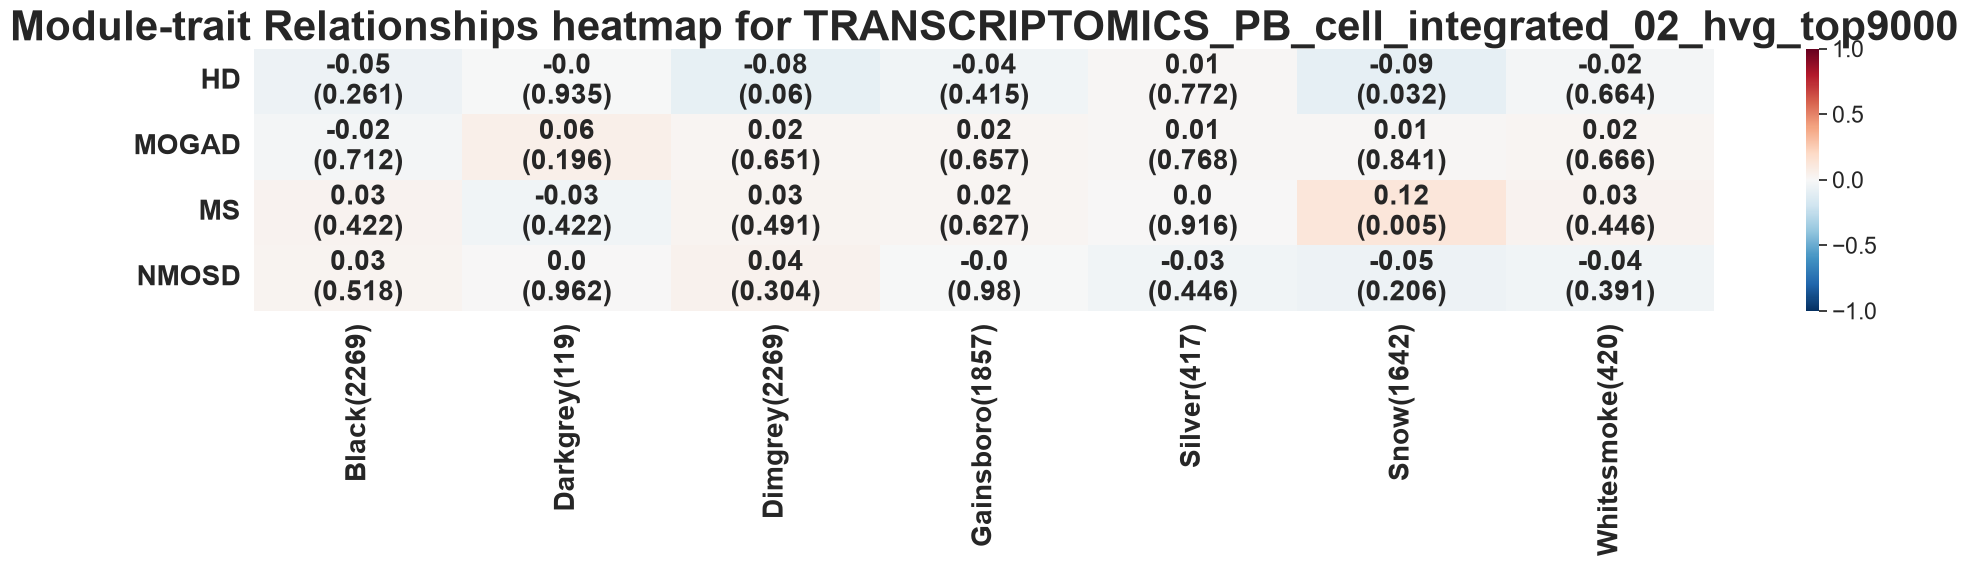 Module-trait Relationships heatmap for TRANSCRIPTOMICS_PB_cell_integrated_02_hvg_top9000
HD
-0.05 -0.0 -0.08 -0.04 0.01 -0.09 -0.02
(0.261) (0.935) (0.06) (0.415) (0.772) (0.032) (0.664)
MOGAD
-0.02 0.06 0.02 0.02 0.01 0.01 0.02
(0.712) (0.196) (0.651) (0.657) (0.768) (0.841) (0.666)
MS
0.03 -0.03 0.03 0.02 0.0 0.12 0.03
(0.422) (0.422) (0.491) (0.627) (0.916) (0.005) (0.446)
NMOSD
0.03 0.0 0.04 -0.0 -0.03 -0.05 -0.04
(0.518) (0.962) (0.304) (0.98) (0.446) (0.206) (0.391)
Black(2269)
Darkgrey(119)
Dimgrey(2269)
Gainsboro(1857)
Silver(417)
Snow(1642)
Whitesmoke(420)
1.0
0.5
0.0
−0.5
−1.0